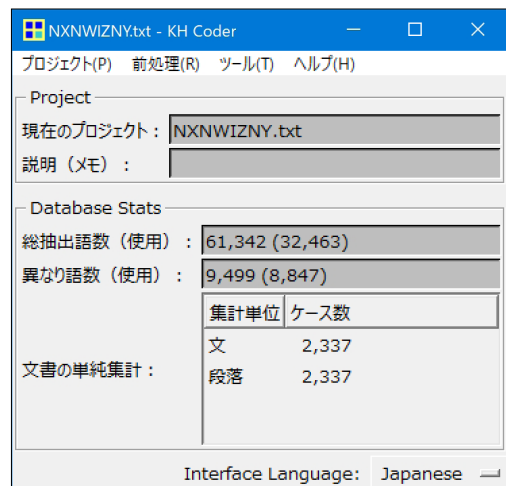 NXNWIZNY.txt - KH Coder
プロジェクト(P) 前処理(R) ツール(T) ヘルプ(H)
Project
現在のプロジェクト： NXNWIZNY.txt
説明（メモ）：
Database Stats
総抽出語数（使用）： 61,342 (32,463)
異なり語数（使用）： 9,499 (8,847)
集計単位 ケース数
文 2,337
文書の単純集計：
段落 2,337
Interface Language: Japanese